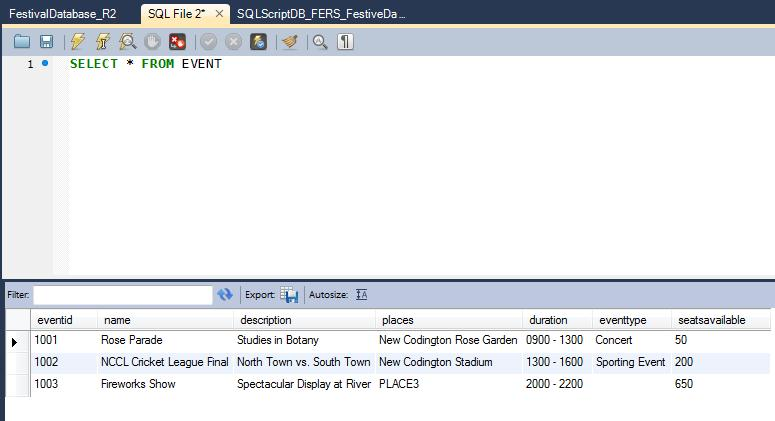 FestivalDatabase_R2 SQL File 2* × SQLScriptDB_FERS_FestiveDa...
1 SELECT * FROM EVENT
Filter: Export: Autosize:
eventid name description places duration eventtype seatsavailable
1001 Rose Parade Studies in Botany New Codington Rose Garden 0900 - 1300 Concert 50
1002 NCCL Cricket League Final North Town vs. South Town New Codington Stadium 1300 - 1600 Sporting Event 200
1003 Fireworks Show Spectacular Display at River PLACE3 2000 - 2200 650